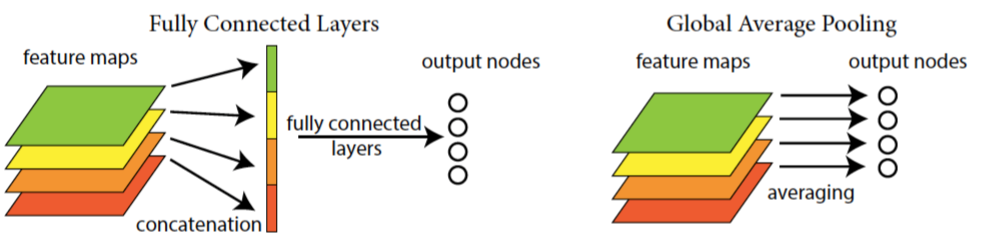 Fully Connected Layers
feature maps
output nodes
fully connected
layers
concatenation
Global Average Pooling
feature maps
output nodes
averaging